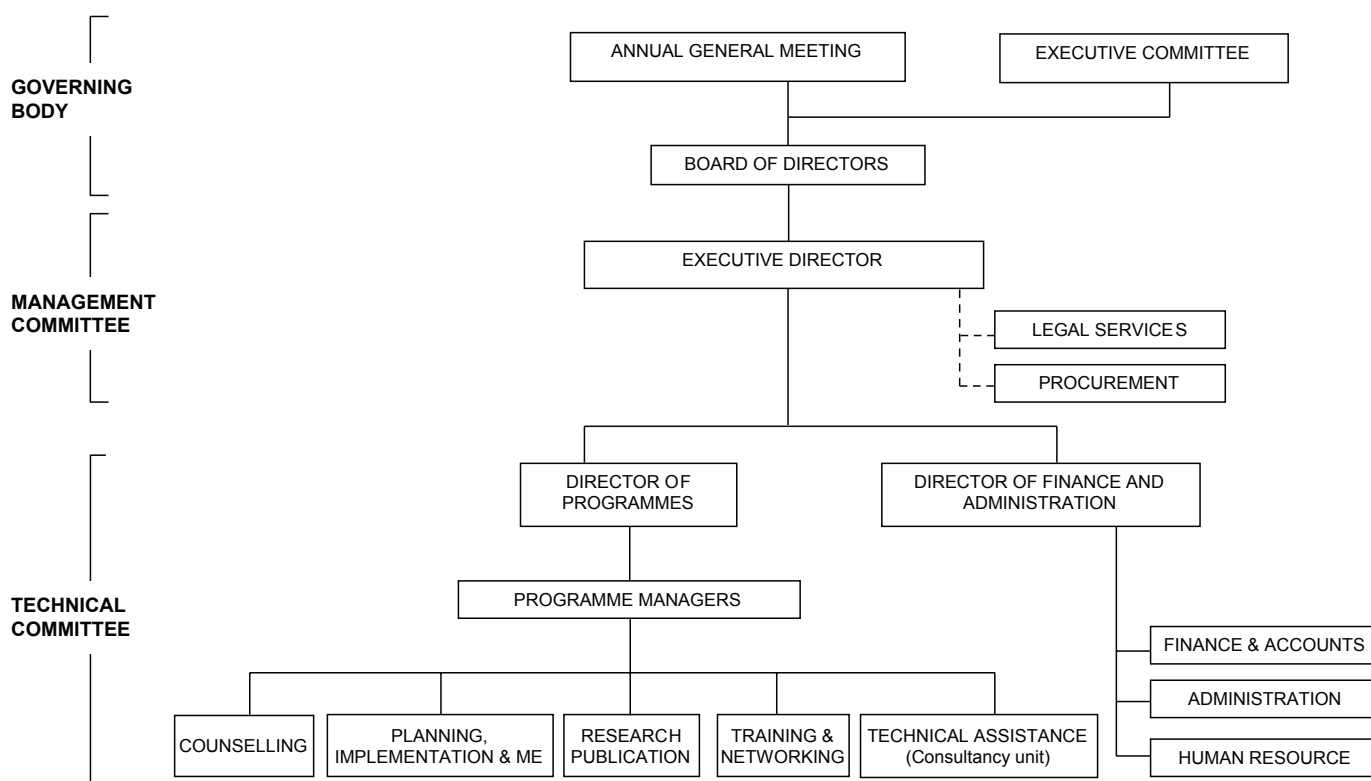 ANNUAL GENERAL MEETING
EXECUTIVE COMMITTEE
GOVERNING
BODY
BOARD OF DIRECTORS
EXECUTIVE DIRECTOR
MANAGEMENT
COMMITTEE
LEGAL SERVICES
PROCUREMENT
DIRECTOR OF
PROGRAMMES
DIRECTOR OF FINANCE AND
ADMINISTRATION
TECHNICAL
COMMITTEE
PROGRAMME MANAGERS
FINANCE & ACCOUNTS
ADMINISTRATION
HUMAN RESOURCE
COUNSELLING
PLANNING,
IMPLEMENTATION & ME
RESEARCH
PUBLICATION
TRAINING &
NETWORKING
TECHNICAL ASSISTANCE
(Consultancy unit)